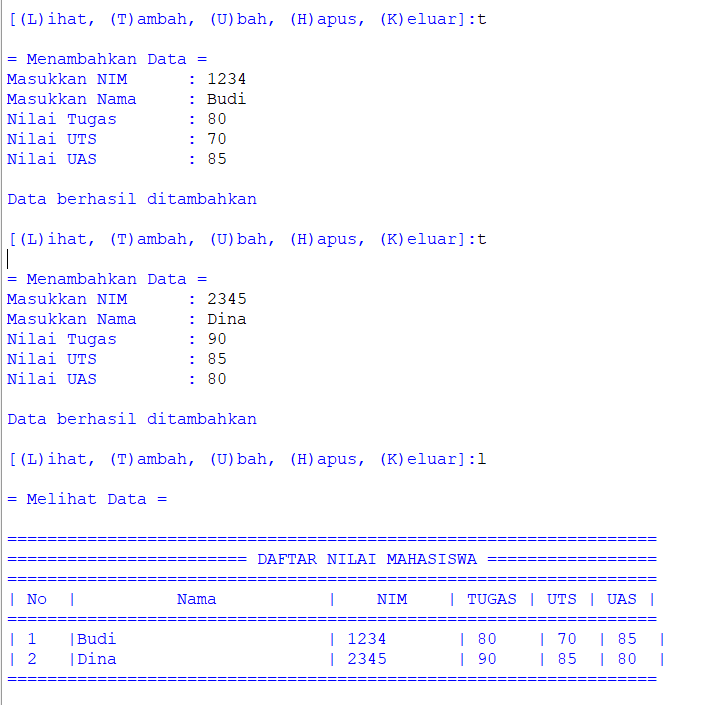 [(L)ihat, (T)ambah, (U)bah, (H)apus, (K)eluar]:t
= Menambahkan Data =
Masukkan NIM      : 1234
Masukkan Nama     : Budi
Nilai Tugas       : 80
Nilai UTS         : 70
Nilai UAS         : 85
Data berhasil ditambahkan
[(L)ihat, (T)ambah, (U)bah, (H)apus, (K)eluar]:t
= Menambahkan Data =
Masukkan NIM      : 2345
Masukkan Nama     : Dina
Nilai Tugas       : 90
Nilai UTS         : 85
Nilai UAS         : 80
Data berhasil ditambahkan
[(L)ihat, (T)ambah, (U)bah, (H)apus, (K)eluar]:l
= Melihat Data =
=================================================================
======================== DAFTAR NILAI MAHASISWA =================
=================================================================
| No  |          Nama           |    NIM    | TUGAS | UTS | UAS |
=================================================================
| 1   |Budi                     | 1234       | 80    | 70  | 85  |
| 2   |Dina                     | 2345       | 90    | 85  | 80  |
=================================================================